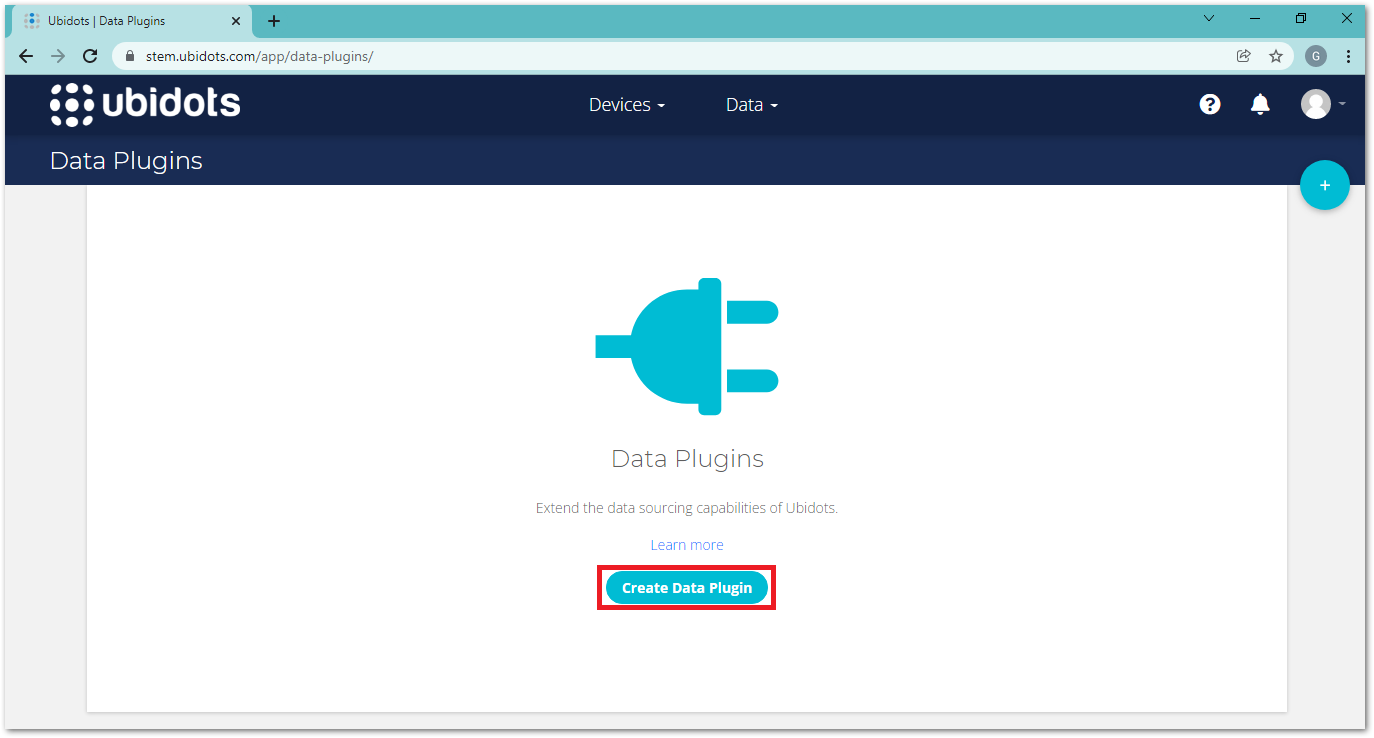 Ubidots | Data Plugins
stem.ubidots.com/app/data-plugins/
G
ubidots
Devices
Data
?
Data Plugins
+
Data Plugins
Extend the data sourcing capabilities of Ubidots.
Learn more
Create Data Plugin